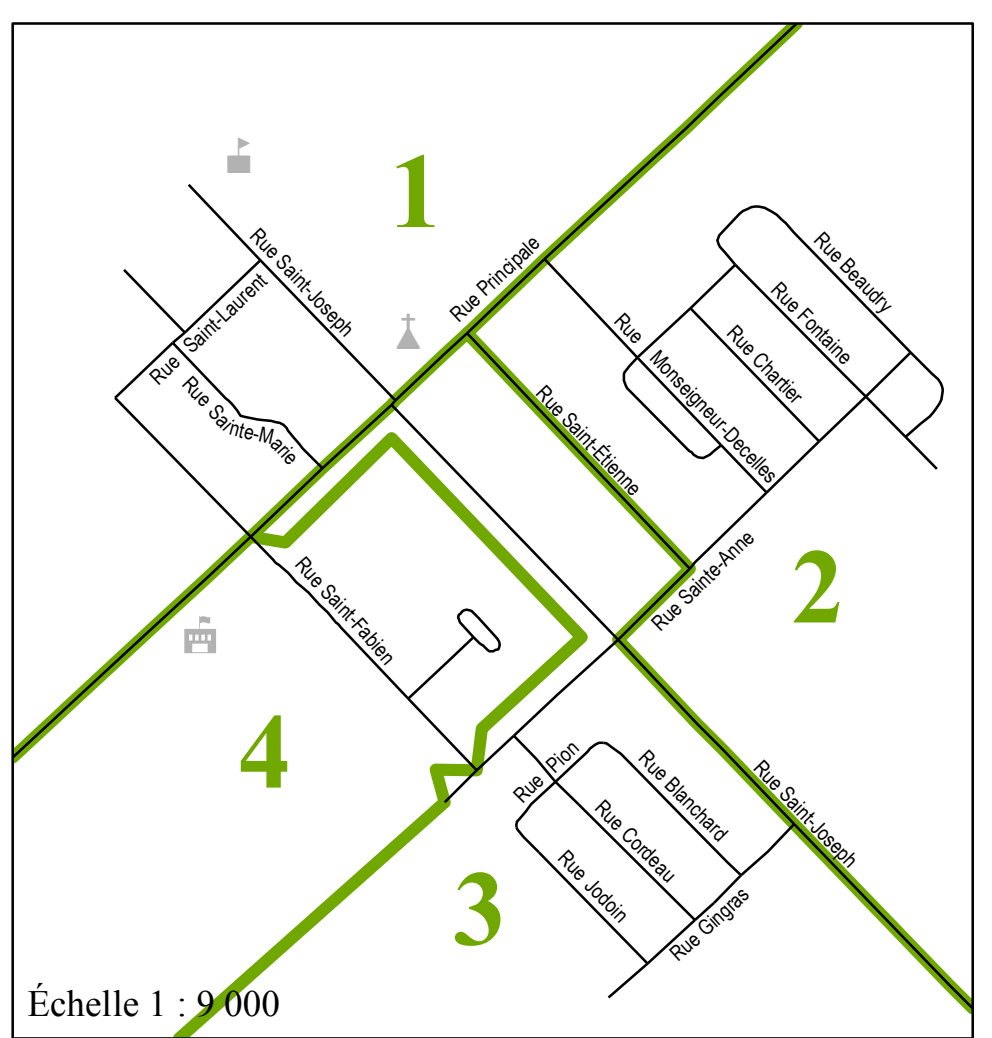 1
Rue Saint-Joseph
Rue Principale
Rue Beaudry
Rue Saint-Laurent
Rue Fontaine
Rue Chartier
Rue Monseigneur-Decelles
Rue Sainte-Marie
Rue Saint-Étienne
2
Rue Sainte-Anne
Rue Saint-Fabien
4
Rue Pion
Rue Blanchard
Rue Saint-Joseph
Rue Cordeau
Rue Jodoin
3
Rue Gingras
Échelle 1 : 9 000